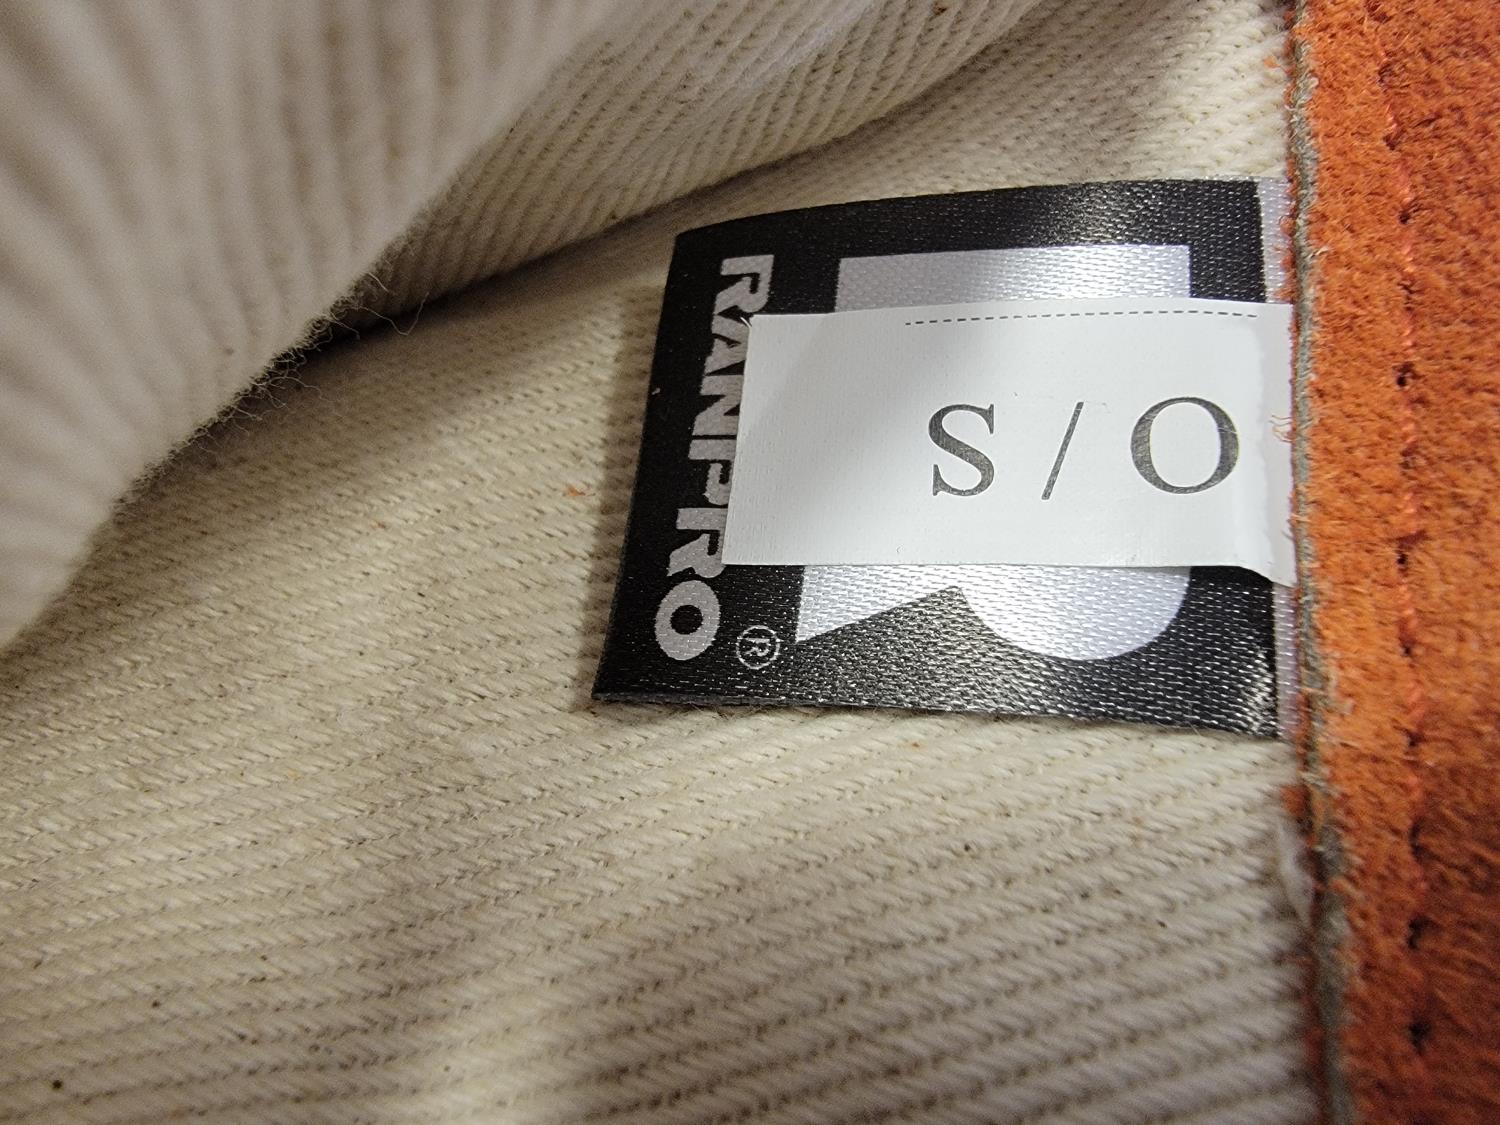 RANPRO®
S / O